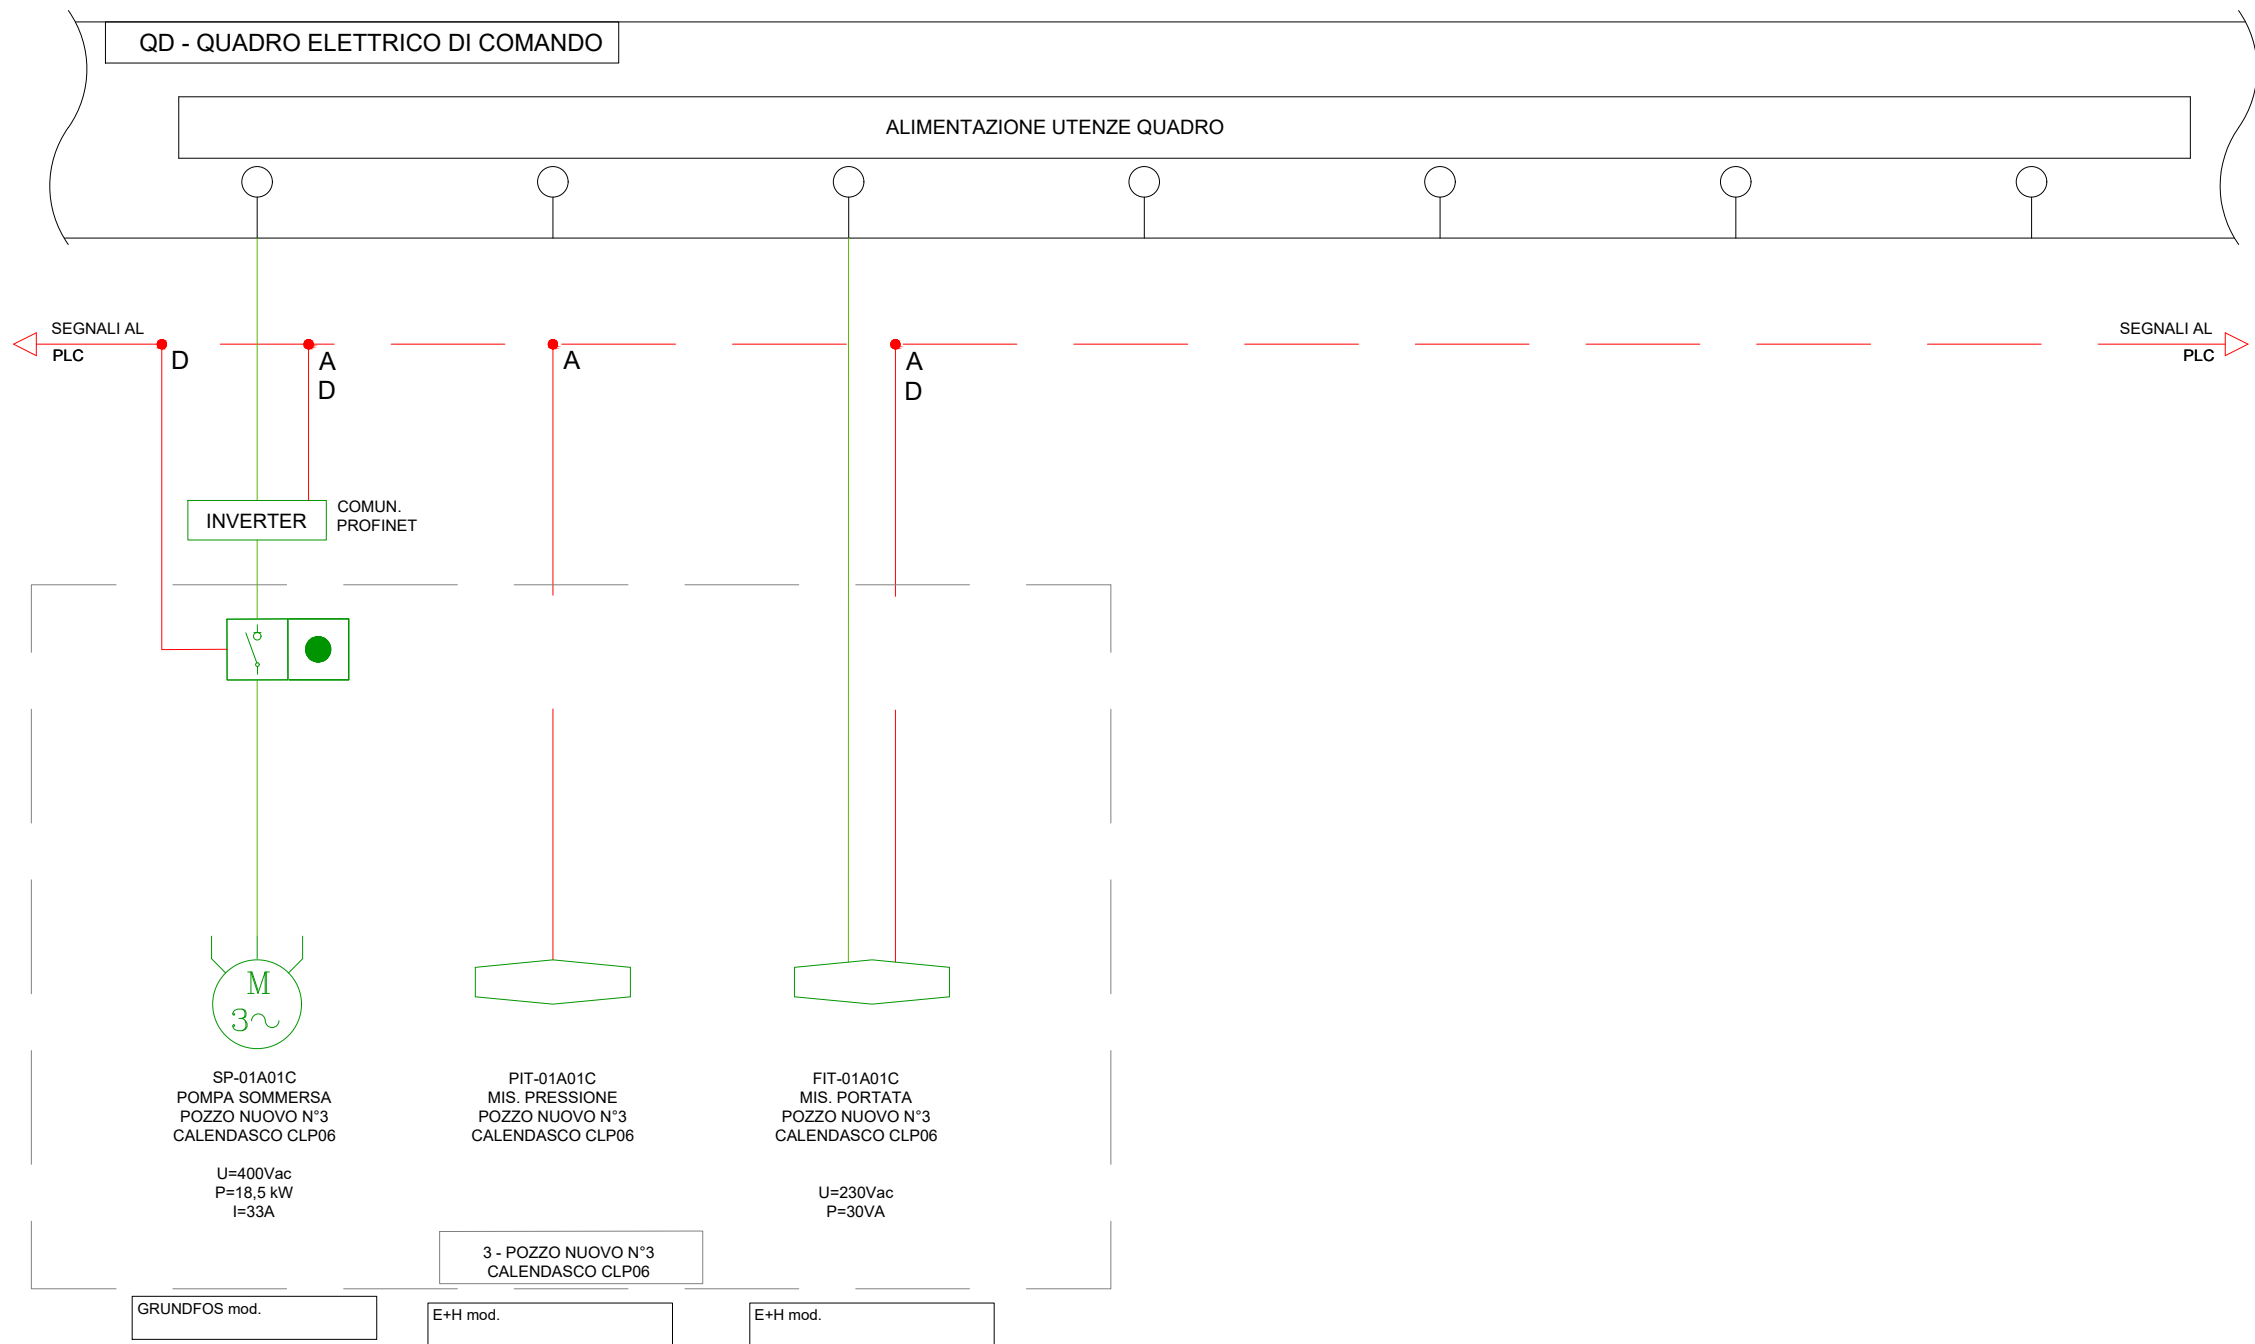 QD - QUADRO ELETTRICO DI COMANDO
ALIMENTAZIONE UTENZE QUADRO
SEGNALI AL
PLC
D
A
D
A
A
D
SEGNALI AL
PLC
INVERTER
COMUN.
PROFINET
M
3~
SP-01A01C
POMPA SOMMERSA
POZZO NUOVO N°3
CALENDASCO CLP06
U=400Vac
P=18,5 kW
I=33A
PIT-01A01C
MIS. PRESSIONE
POZZO NUOVO N°3
CALENDASCO CLP06
FIT-01A01C
MIS. PORTATA
POZZO NUOVO N°3
CALENDASCO CLP06
U=230Vac
P=30VA
3 - POZZO NUOVO N°3
CALENDASCO CLP06
GRUNDFOS mod.
E+H mod.
E+H mod.